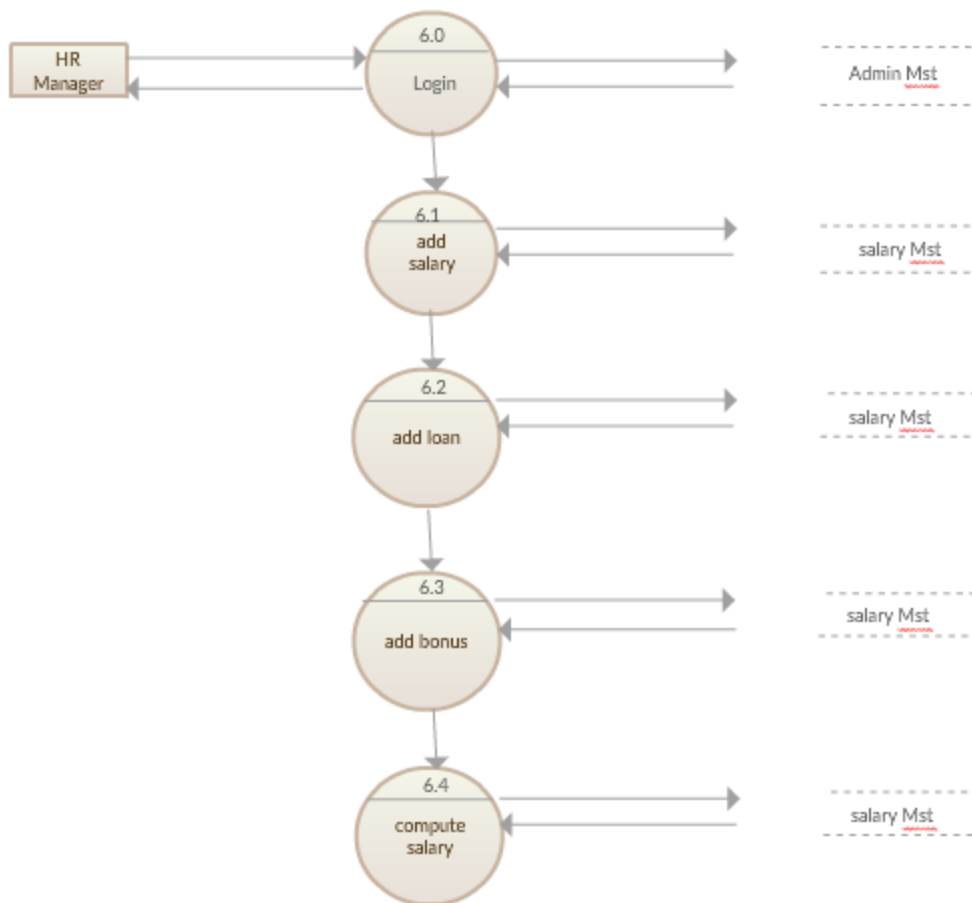 HR
Manager
6.0
Login
Admin Mst
6.1
add
salary
salary Mst
6.2
add loan
salary Mst
6.3
add bonus
salary Mst
6.4
compute
salary
salary Mst